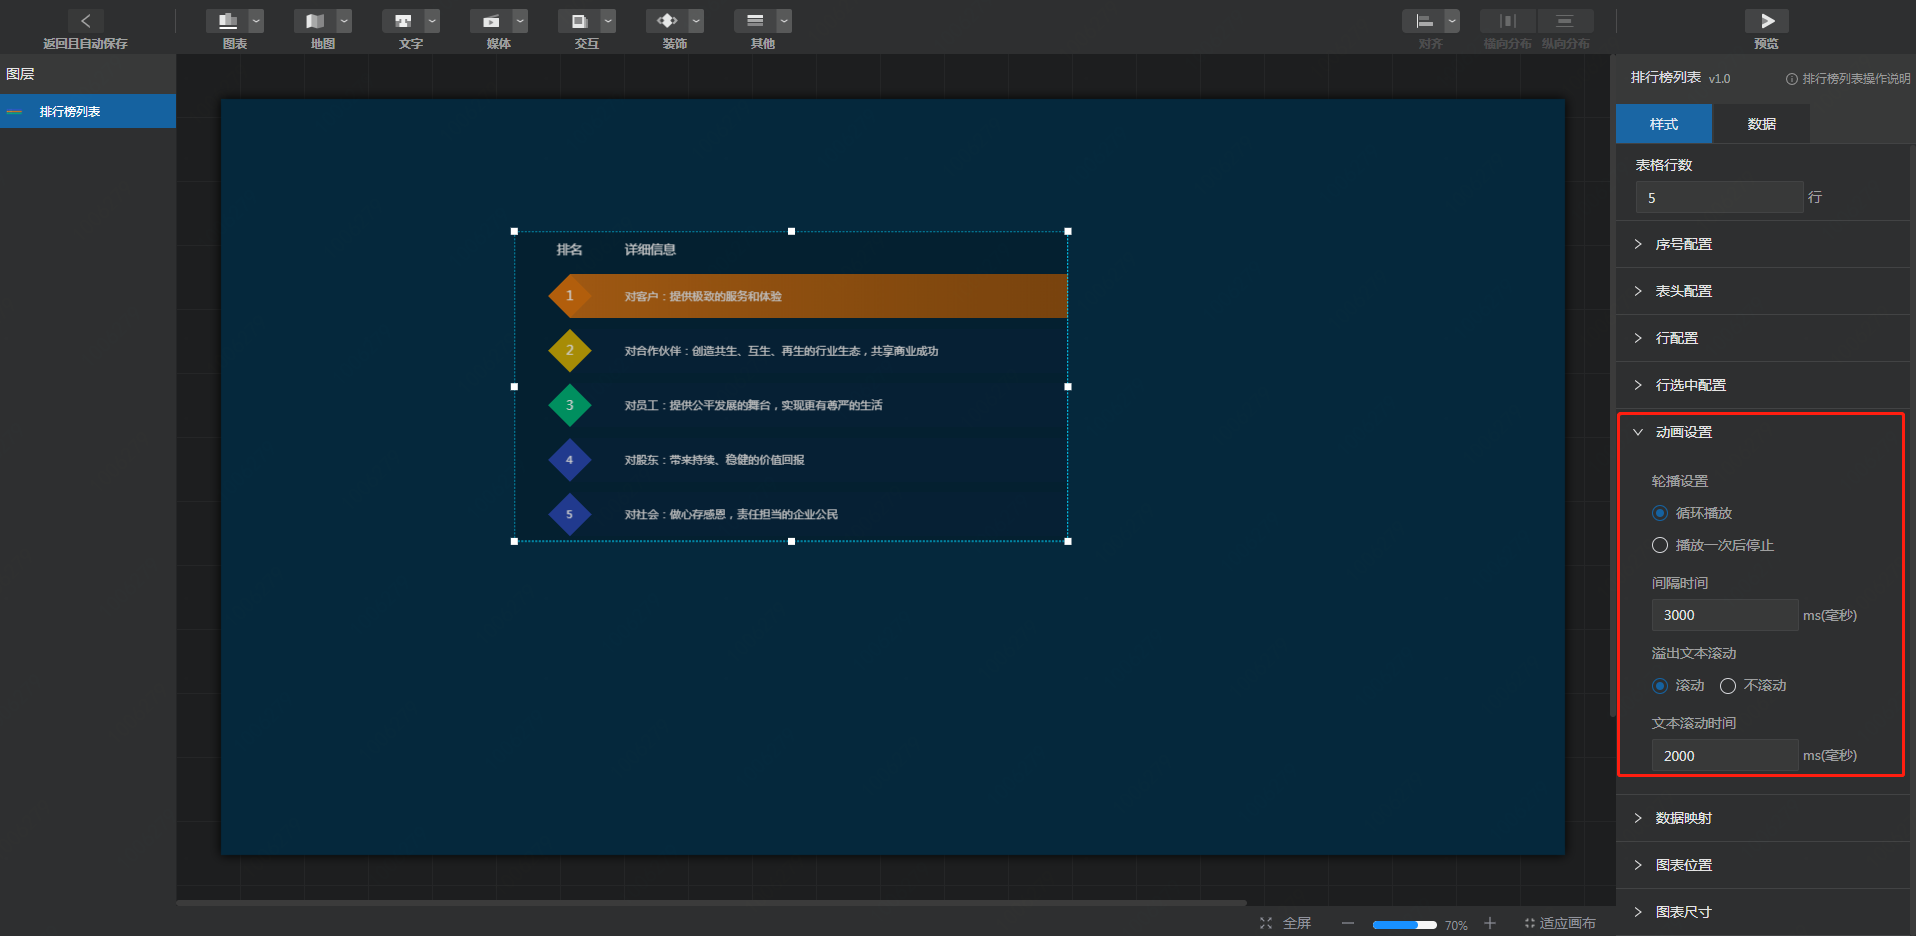 返回且自动保存
图表
地图
文字
媒体
交互
装饰
其他
对齐
横向分布
纵向分布
预览
图层
排行榜列表
排名 详细信息
1 对客户：提供极致的服务和体验
2 对合作伙伴：创造共生、互生、再生的行业生态，共享商业成功
3 对员工：提供公平发展的舞台，实现更有尊严的生活
4 对股东：带来持续、稳健的价值回报
5 对社会：做心存感恩，责任担当的企业公民
全屏
70%
适应画布
排行榜列表 v1.0
排行榜列表操作说明
样式 数据
表格行数
5 行
序号配置
表头配置
行配置
行选中配置
动画设置
轮播设置
循环播放
播放一次后停止
间隔时间
3000 ms(毫秒)
溢出文本滚动
滚动 不滚动
文本滚动时间
2000 ms(毫秒)
数据映射
图表位置
图表尺寸